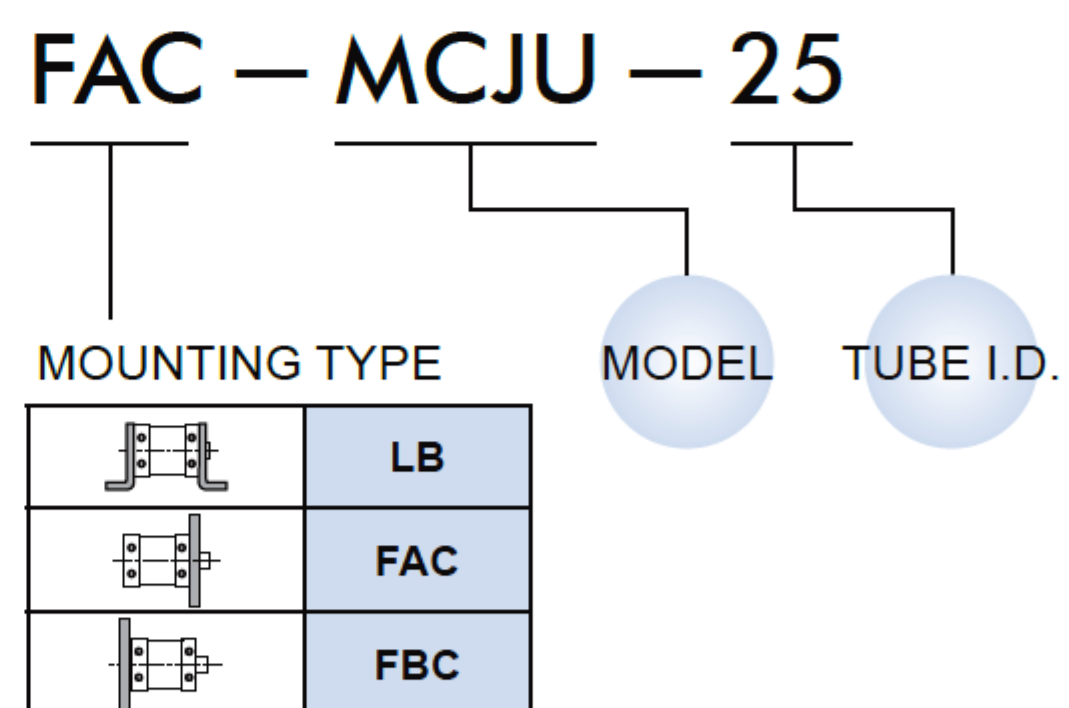 FAC — MCJU — 25
MOUNTING TYPE
MODEL
TUBE I.D.
LB
FAC
FBC